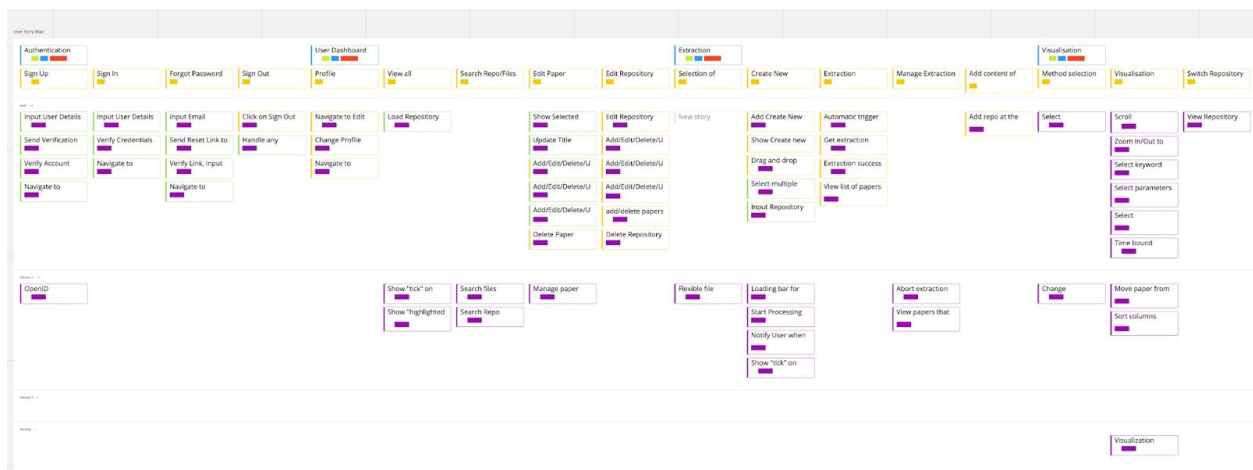 User Story Map
Authentication
User Dashboard
Extraction
Visualisation
Sign Up
Sign In
Forgot Password
Sign Out
Profile
View all
Search Repo/Files
Edit Paper
Edit Repository
Selection of
Create New
Extraction
Manage Extraction
Add content of
Method selection
Visualisation
Switch Repository
Input User Details
Input User Details
Input Email
Click on Sign Out
Navigate to Edit
Load Repository
Show Selected
Edit Repository
New story
Add Create New
Automatic trigger
Add repo at the
Select
Scroll
View Repository
Send Verification
Verify Credentials
Send Reset Link to
Handle any
Change Profile
Update Title
Add/Edit/Delete/U
Show Create new
Get extraction
Zoom In/Out to
Verify Account
Navigate to
Verify Link, Input
Navigate to
Add/Edit/Delete/U
Add/Edit/Delete/U
Drag and drop
Extraction success
Select keyword
Navigate to
Navigate to
Add/Edit/Delete/U
Add/Edit/Delete/U
Select multiple
View list of papers
Select parameters
Add/Edit/Delete/U
add/delete papers
Input Repository
Select
Delete Paper
Delete Repository
Time bound
OpenID
Show "tick" on
Search files
Manage paper
Flexible file
Loading bar for
Abort extraction
Change
Move paper from
Show "highlighted
Search Repo
Start Processing
View papers that
Sort columns
Notify User when
Show "tick" on
Visualization